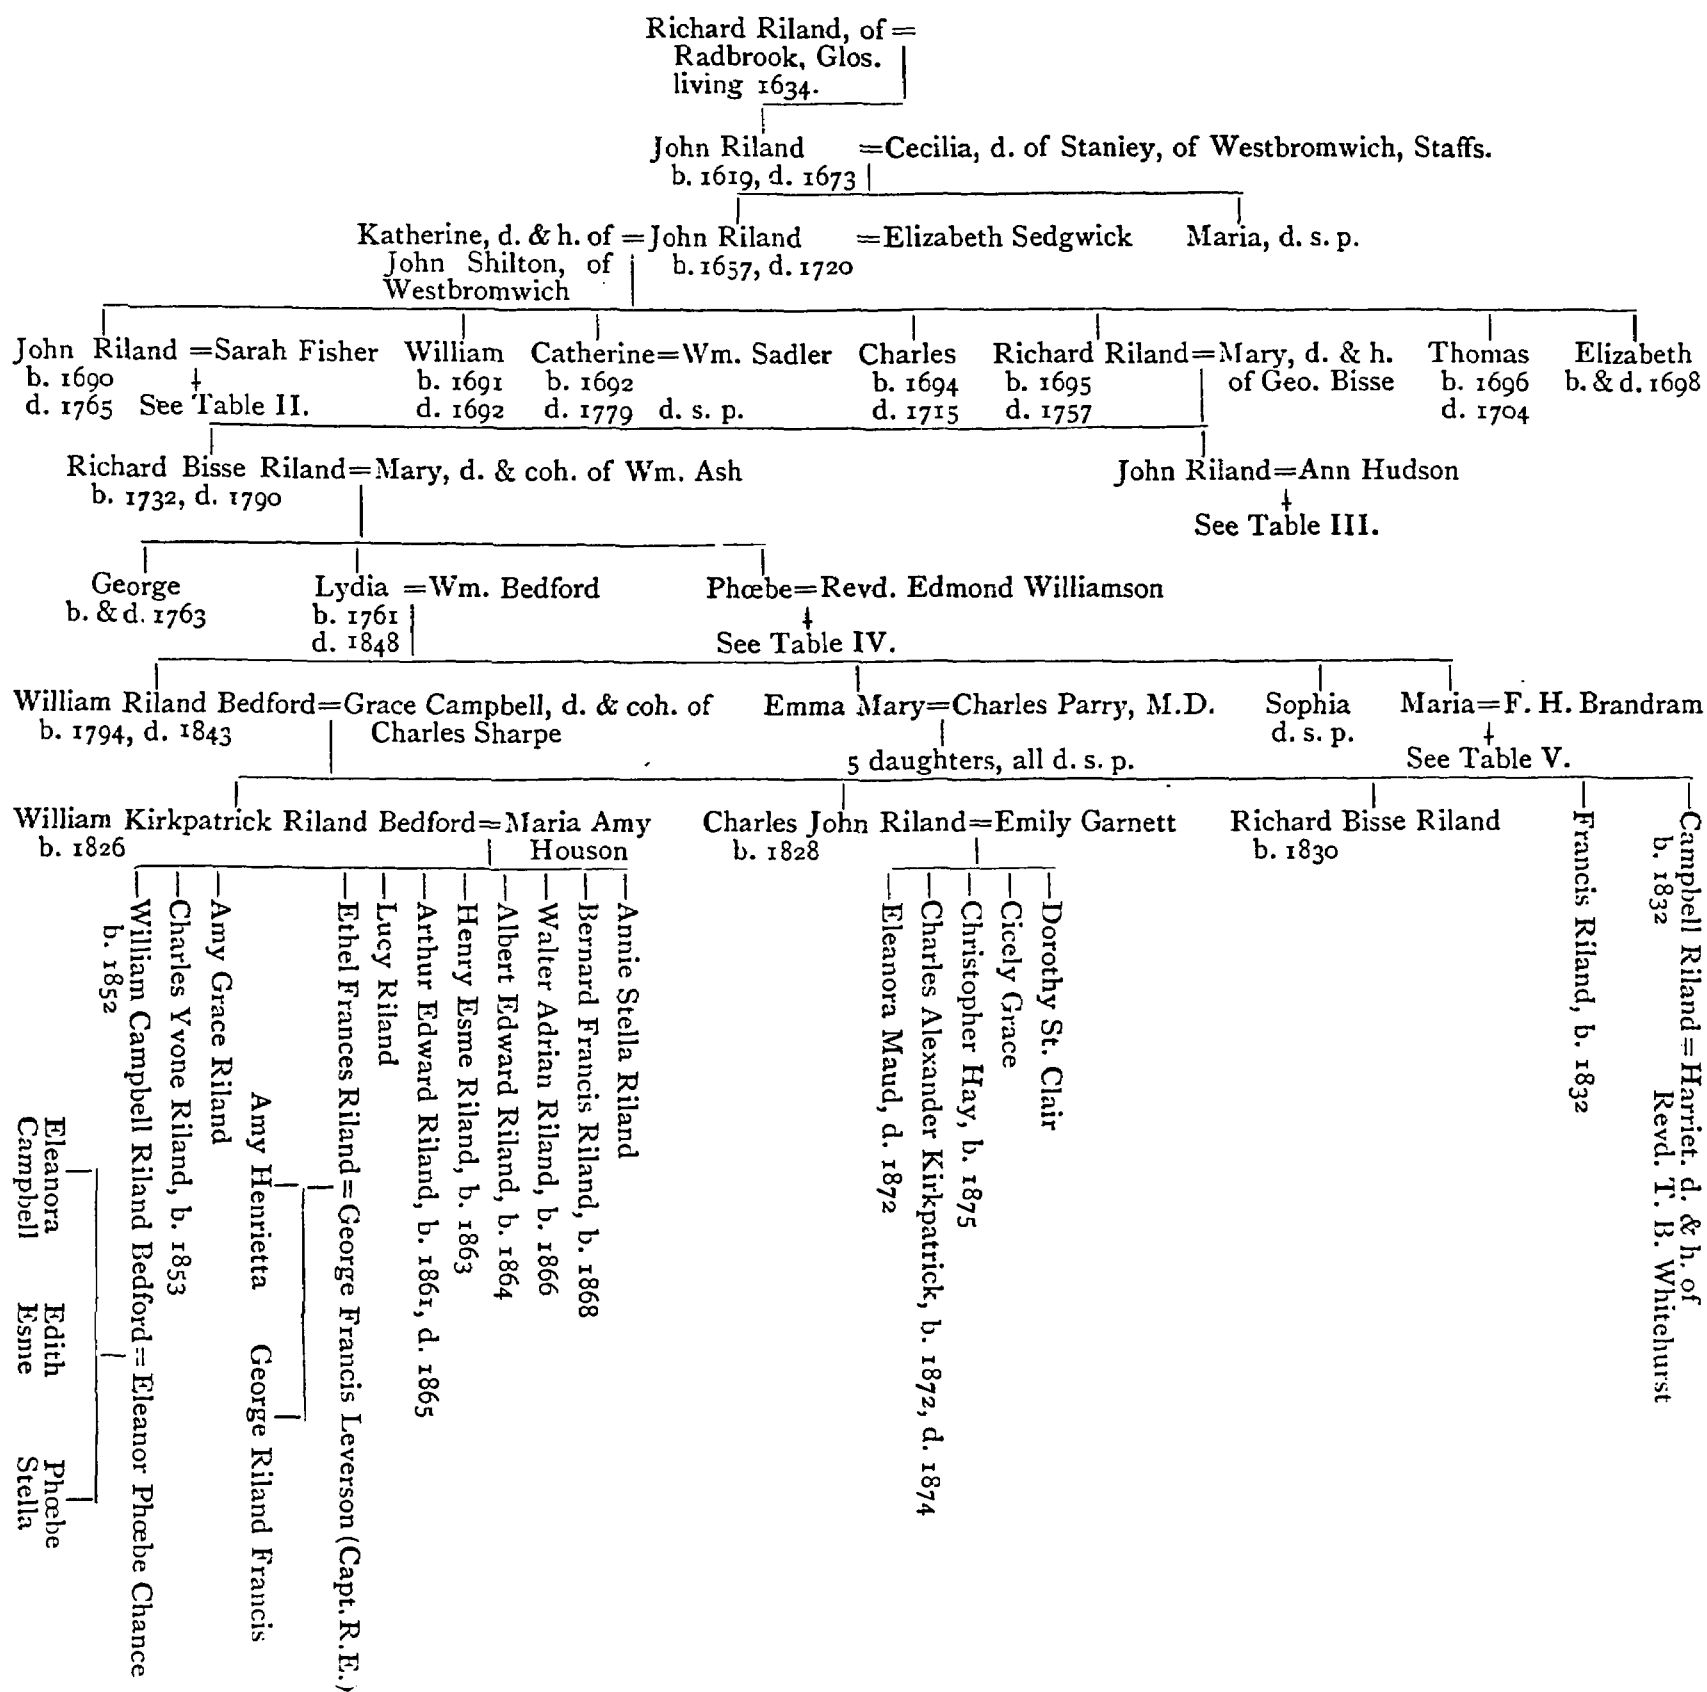 Richard Riland, of =
Radbrook, Glos.
living 1634.
John Riland =Cecilia, d. of Staniey, of Westbromwich, Staffs.
b. 1619, d. 1673
Katherine, d. & h. of =John Riland =Elizabeth Sedgwick Maria, d. s. p.
John Shilton, of b. 1657, d. 1720
Westbromwich
John Riland =Sarah Fisher William Catherine=Wm. Sadler Charles Richard Riland=Mary, d. & h. Thomas Elizabeth
b. 1690 b. 1691 b. 1692 b. 1694 b. 1695 of Geo. Bisse b. 1696 b. & d. 1698
d. 1765 See Table II. d. 1692 d. 1779 d. s. p. d. 1715 d. 1757 d. 1704
Richard Bisse Riland=Mary, d. & coh. of Wm. Ash John Riland=Ann Hudson
b. 1732, d. 1790
See Table III.
George Lydia =Wm. Bedford Phœbe=Revd. Edmond Williamson
b. & d. 1763 b. 1761
d. 1848 See Table IV.
William Riland Bedford=Grace Campbell, d. & coh. of Emma Mary=Charles Parry, M.D. Sophia Maria=F. H. Brandram
b. 1794, d. 1843 Charles Sharpe d. s. p.
5 daughters, all d. s. p. See Table V.
William Kirkpatrick Riland Bedford=Maria Amy Charles John Riland=Emily Garnett Richard Bisse Riland
b. 1826 Houson b. 1828 b. 1830
Francis Riland, b. 1832
Campbell Riland=Harriet. d. & h. of
b. 1832 Revd. T. B. Whitehurst
William Campbell Riland Bedford=Eleanor Phœbe Chance
b. 1852
Eleanora Edith Phœbe
Campbell Esme Stella
Charles Yvone Riland, b. 1853
Amy Grace Riland
Ethel Frances Riland=George Francis Leverson (Capt. R.E.)
Amy Henrietta George Riland Francis
Lucy Riland
Arthur Edward Riland, b. 1861, d. 1865
Henry Esme Riland, b. 1863
Albert Edward Riland, b. 1864
Walter Adrian Riland, b. 1866
Bernard Francis Riland, b. 1868
Annie Stella Riland
Eleanora Maud, d. 1872
Charles Alexander Kirkpatrick, b. 1872, d. 1874
Christopher Hay, b. 1875
Cicely Grace
Dorothy St. Clair